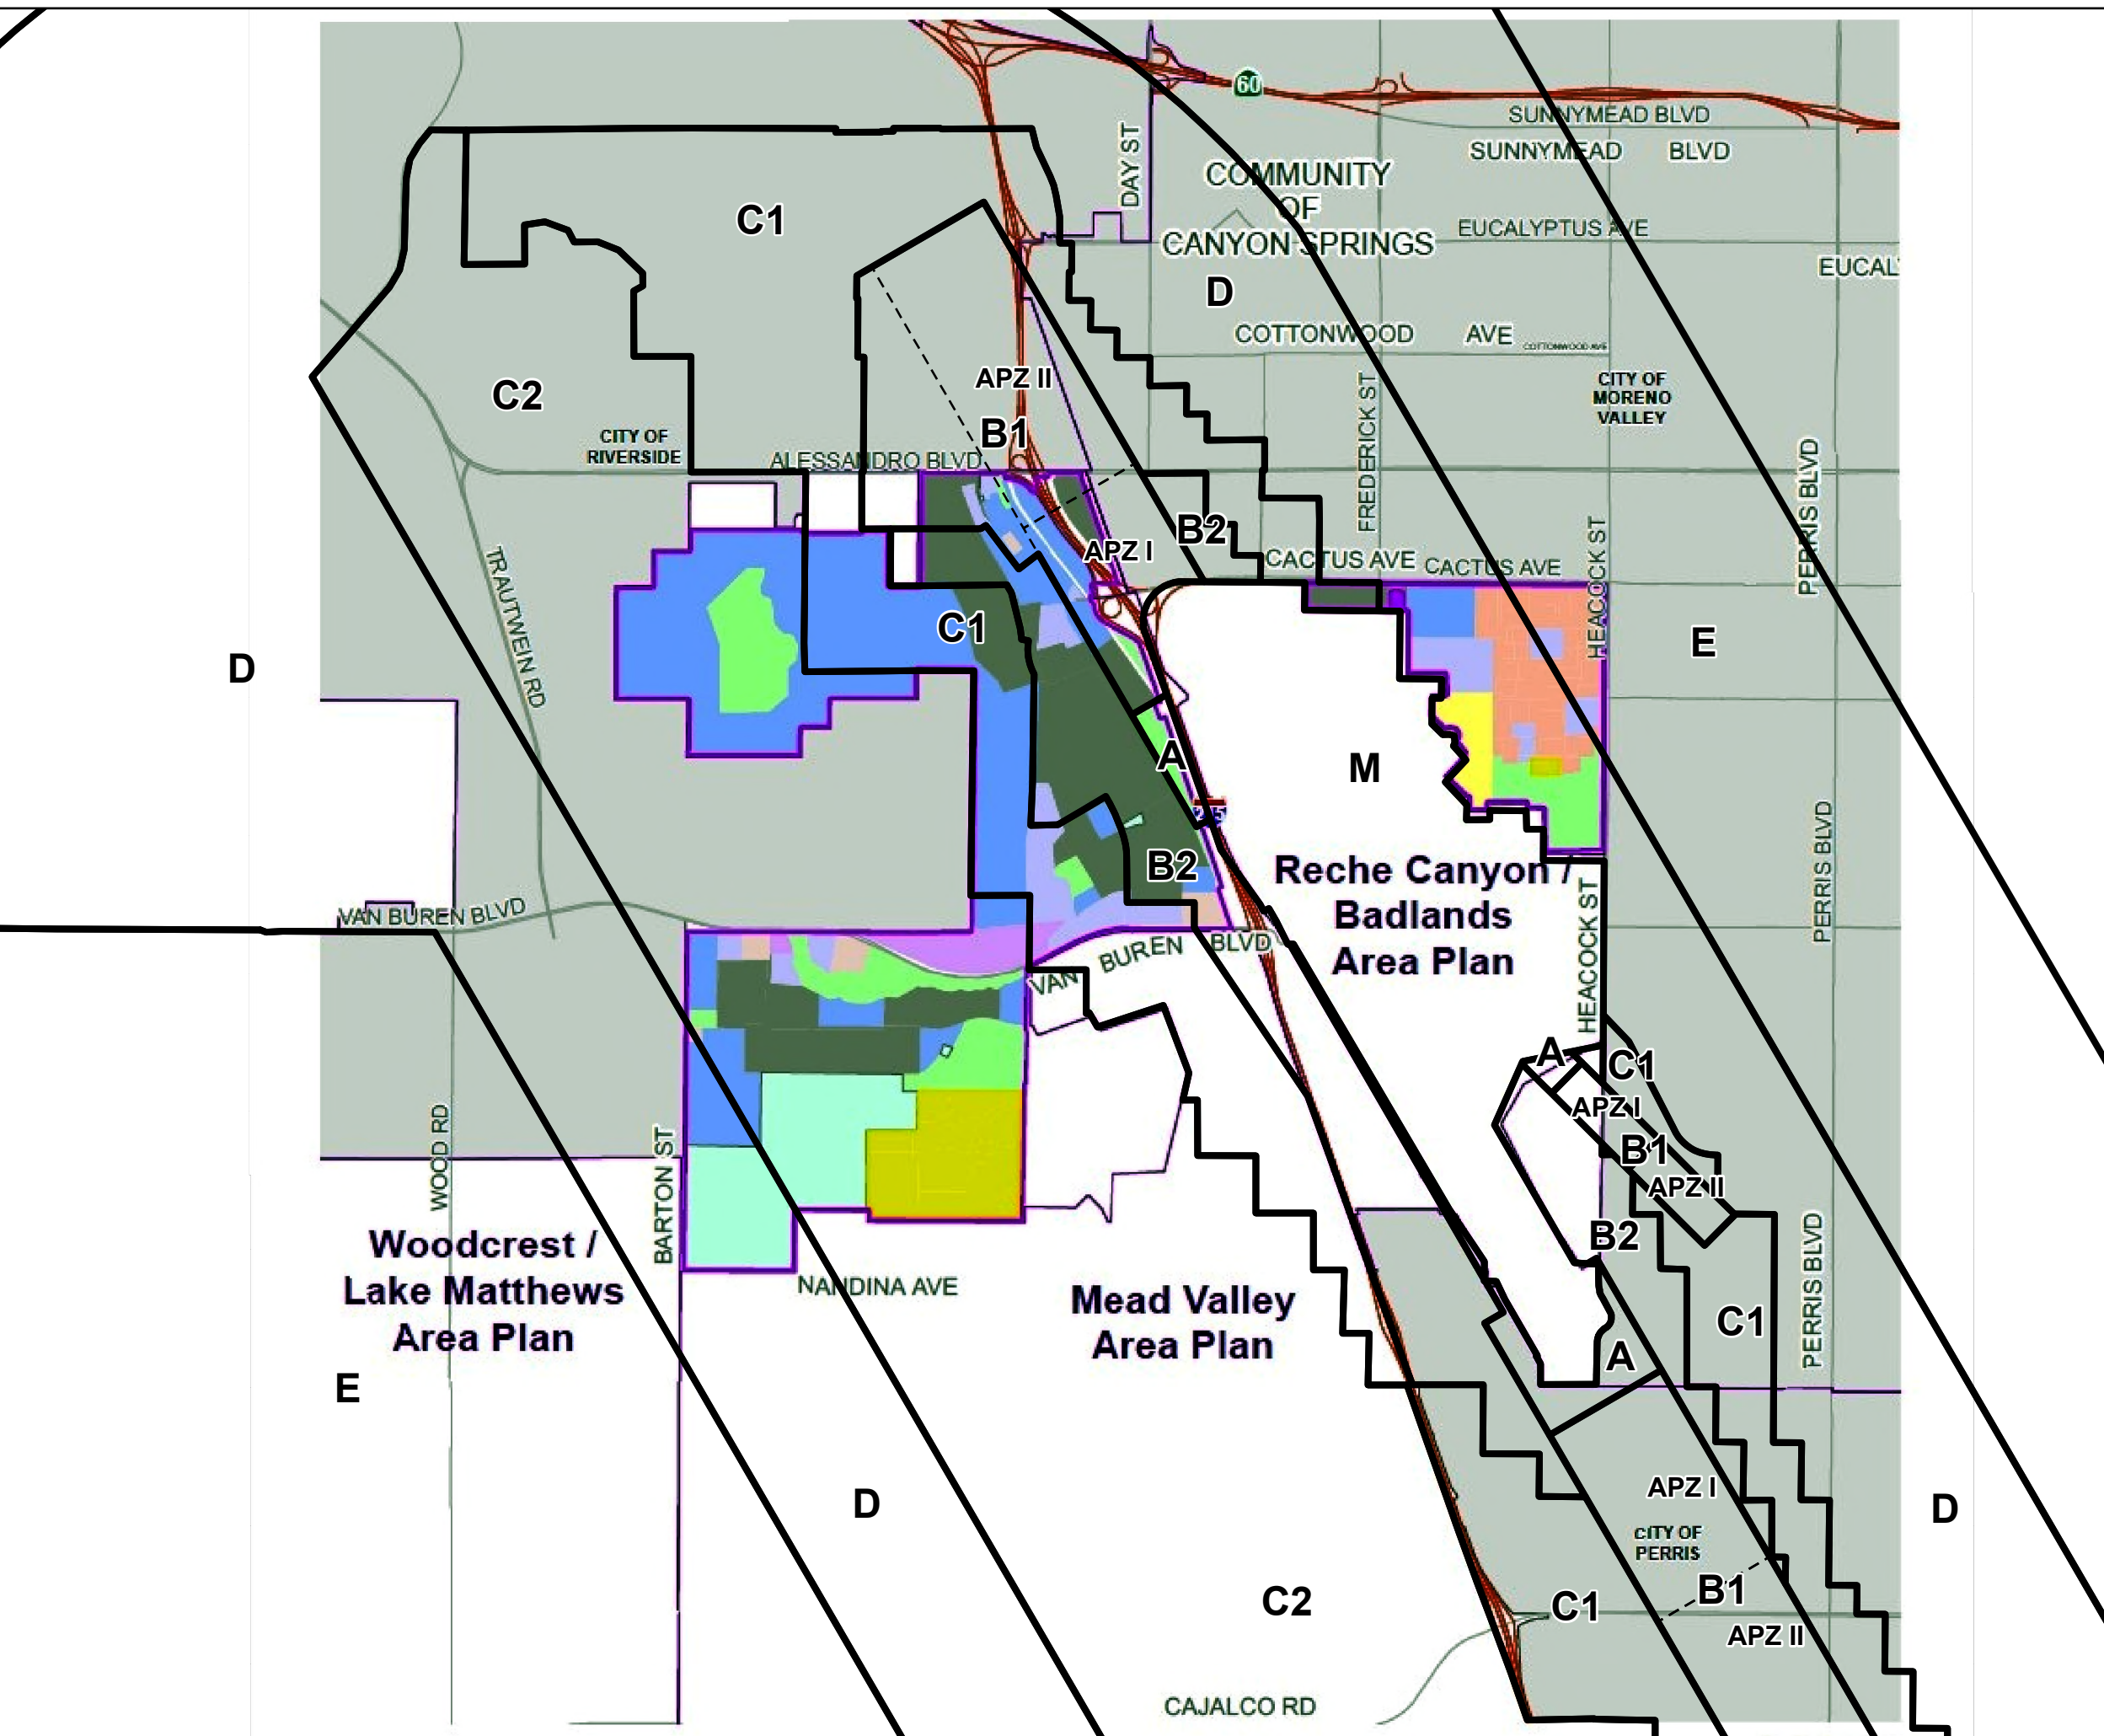 60
SUNNYMEAD BLVD
SUNNYMEAD BLVD
DAY ST
COMMUNITY
OF
CANYON SPRINGS
C1
EUCALYPTUS AVE
EUCAL
D
COTTONWOOD AVE
COTTONWOOD AVE
APZ II
C2
CITY OF
MORENO
VALLEY
FREDERICK ST
B1
CITY OF
RIVERSIDE
ALESSANDRO BLVD
PERRIS BLVD
B2
APZ I
CACTUS AVE
CACTUS AVE
HEACOCK ST
TRAUTWEIN RD
C1
E
D
A
M
PERRIS BLVD
B2
Reche Canyon /
Badlands
Area Plan
VAN BUREN BLVD
VAN BUREN BLVD
HEACOCK ST
A
C1
APZ I
B1
APZ II
WOOD RD
BARTON ST
B2
Woodcrest /
Lake Matthews
Area Plan
NANDINA AVE
Mead Valley
Area Plan
C1
PERRIS BLVD
A
E
APZ I
D
D
CITY OF
PERRIS
B1
C2
C1
APZ II
CAJALCO RD